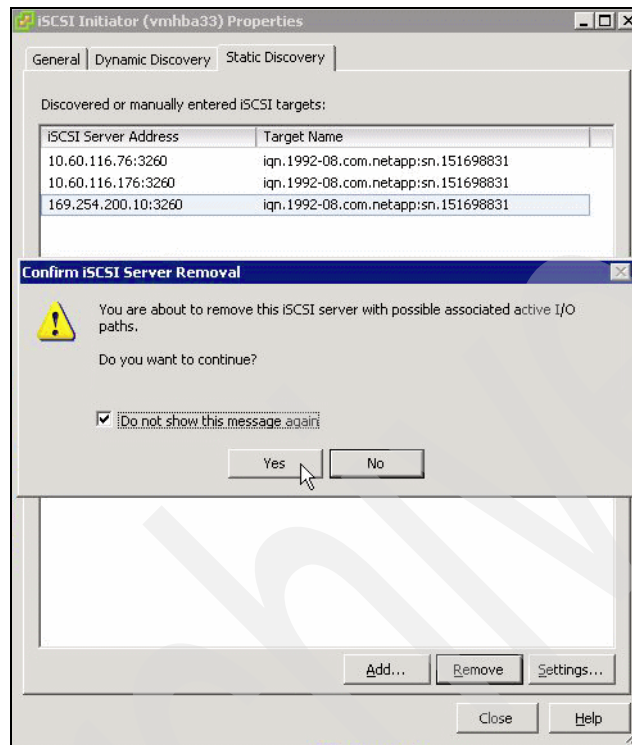 iSCSI Initiator (vmhba33) Properties
General Dynamic Discovery Static Discovery
Discovered or manually entered iSCSI targets:
iSCSI Server Address Target Name
10.60.116.76:3260 iqn.1992-08.com.netapp:sn.151698831
10.60.116.176:3260 iqn.1992-08.com.netapp:sn.151698831
169.254.200.10:3260 iqn.1992-08.com.netapp:sn.151698831
Confirm iSCSI Server Removal
You are about to remove this iSCSI server with possible associated active I/O
paths.
Do you want to continue?
Do not show this message again
Yes No
Add... Remove Settings...
Close Help